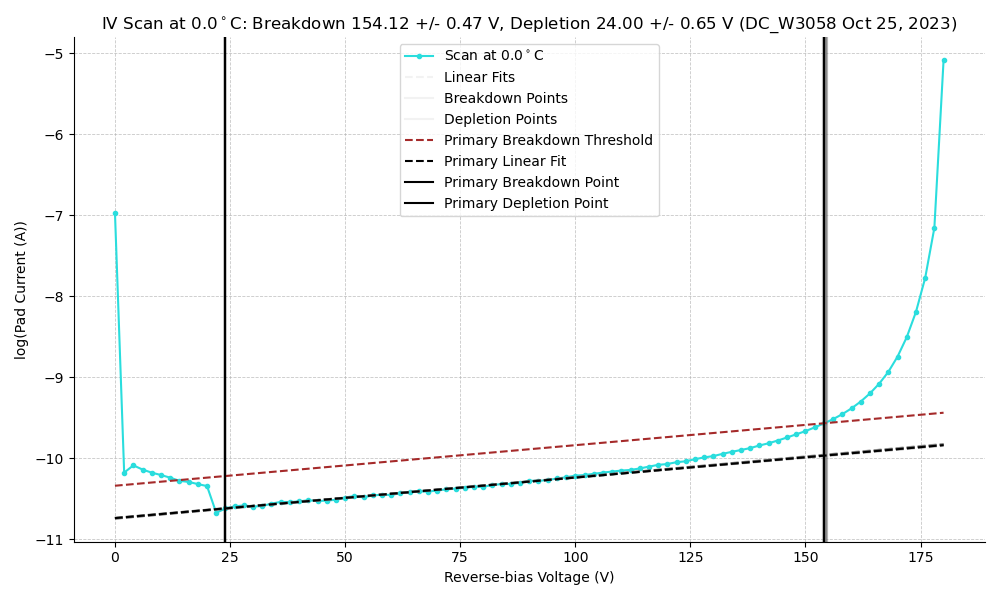 IV Scan at 0.0°C: Breakdown 154.12 +/- 0.47 V, Depletion 24.00 +/- 0.65 V (DC_W3058 Oct 25, 2023)
Scan at 0.0°C
Linear Fits
Breakdown Points
Depletion Points
Primary Breakdown Threshold
Primary Linear Fit
Primary Breakdown Point
Primary Depletion Point
log(Pad Current (A))
−5
−6
−7
−8
−9
−10
−11
0 25 50 75 100 125 150 175
Reverse-bias Voltage (V)